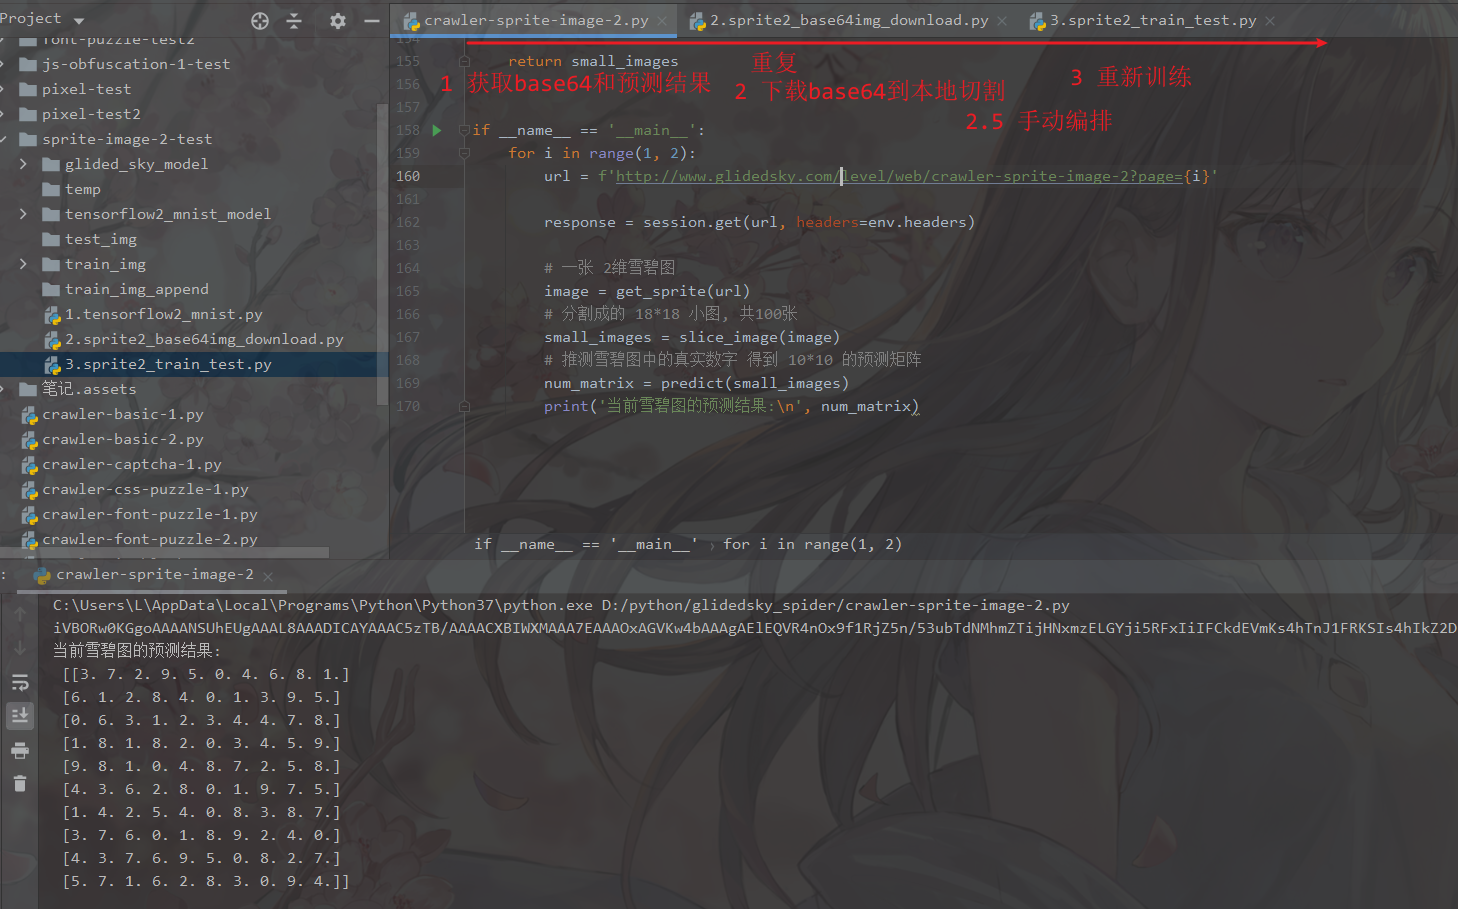 Project
crawler-sprite-image-2.py
2.sprite2_base64img_download.py
3.sprite2_train_test.py
font-puzzle-test2
js-obfuscation-1-test
pixel-test
pixel-test2
sprite-image-2-test
glided_sky_model
temp
tensorflow2_mnist_model
test_img
train_img
train_img_append
1.tensorflow2_mnist.py
2.sprite2_base64img_download.py
3.sprite2_train_test.py
笔记.assets
crawler-basic-1.py
crawler-basic-2.py
crawler-captcha-1.py
crawler-css-puzzle-1.py
crawler-font-puzzle-1.py
crawler-font-puzzle-2.py
154
155 return small_images
156
157
158 if __name__ == '__main__':
159 for i in range(1, 2):
160 url = f'http://www.glidedsky.com/level/web/crawler-sprite-image-2?page={i}'
161
162 response = session.get(url, headers=env.headers)
163
164 # 一张 2维雪碧图
165 image = get_sprite(url)
166 # 分割成的 18*18 小图, 共100张
167 small_images = slice_image(image)
168 # 推测雪碧图中的真实数字 得到 10*10 的预测矩阵
169 num_matrix = predict(small_images)
170 print('当前雪碧图的预测结果:\n', num_matrix)
1 获取base64和预测结果
重复
2 下载base64到本地切割
2.5 手动编排
3 重新训练
if __name__ == '__main__' › for i in range(1, 2)
: crawler-sprite-image-2
C:\Users\L\AppData\Local\Programs\Python\Python37\python.exe D:/python/glidedsky_spider/crawler-sprite-image-2.py
iVBORw0KGgoAAAANSUhEUgAAAL8AAADICAYAAAC5zTB/AAAACXBIWXMAAA7EAAAOxAGVKw4bAAAgAElEQVR4nOx9f1RjZ5n/53ubTdNMhmZTijHNxmzELGYji5RFxIiIFCkdEVmKs4hTnJ1FRKSIs4hIkZ2D
当前雪碧图的预测结果:
[[3. 7. 2. 9. 5. 0. 4. 6. 8. 1.]
[6. 1. 2. 8. 4. 0. 1. 3. 9. 5.]
[0. 6. 3. 1. 2. 3. 4. 4. 7. 8.]
[1. 8. 1. 8. 2. 0. 3. 4. 5. 9.]
[9. 8. 1. 0. 4. 8. 7. 2. 5. 8.]
[4. 3. 6. 2. 8. 0. 1. 9. 7. 5.]
[1. 4. 2. 5. 4. 0. 8. 3. 8. 7.]
[3. 7. 6. 0. 1. 8. 9. 2. 4. 0.]
[4. 3. 7. 6. 9. 5. 0. 8. 2. 7.]
[5. 7. 1. 6. 2. 8. 3. 0. 9. 4.]]